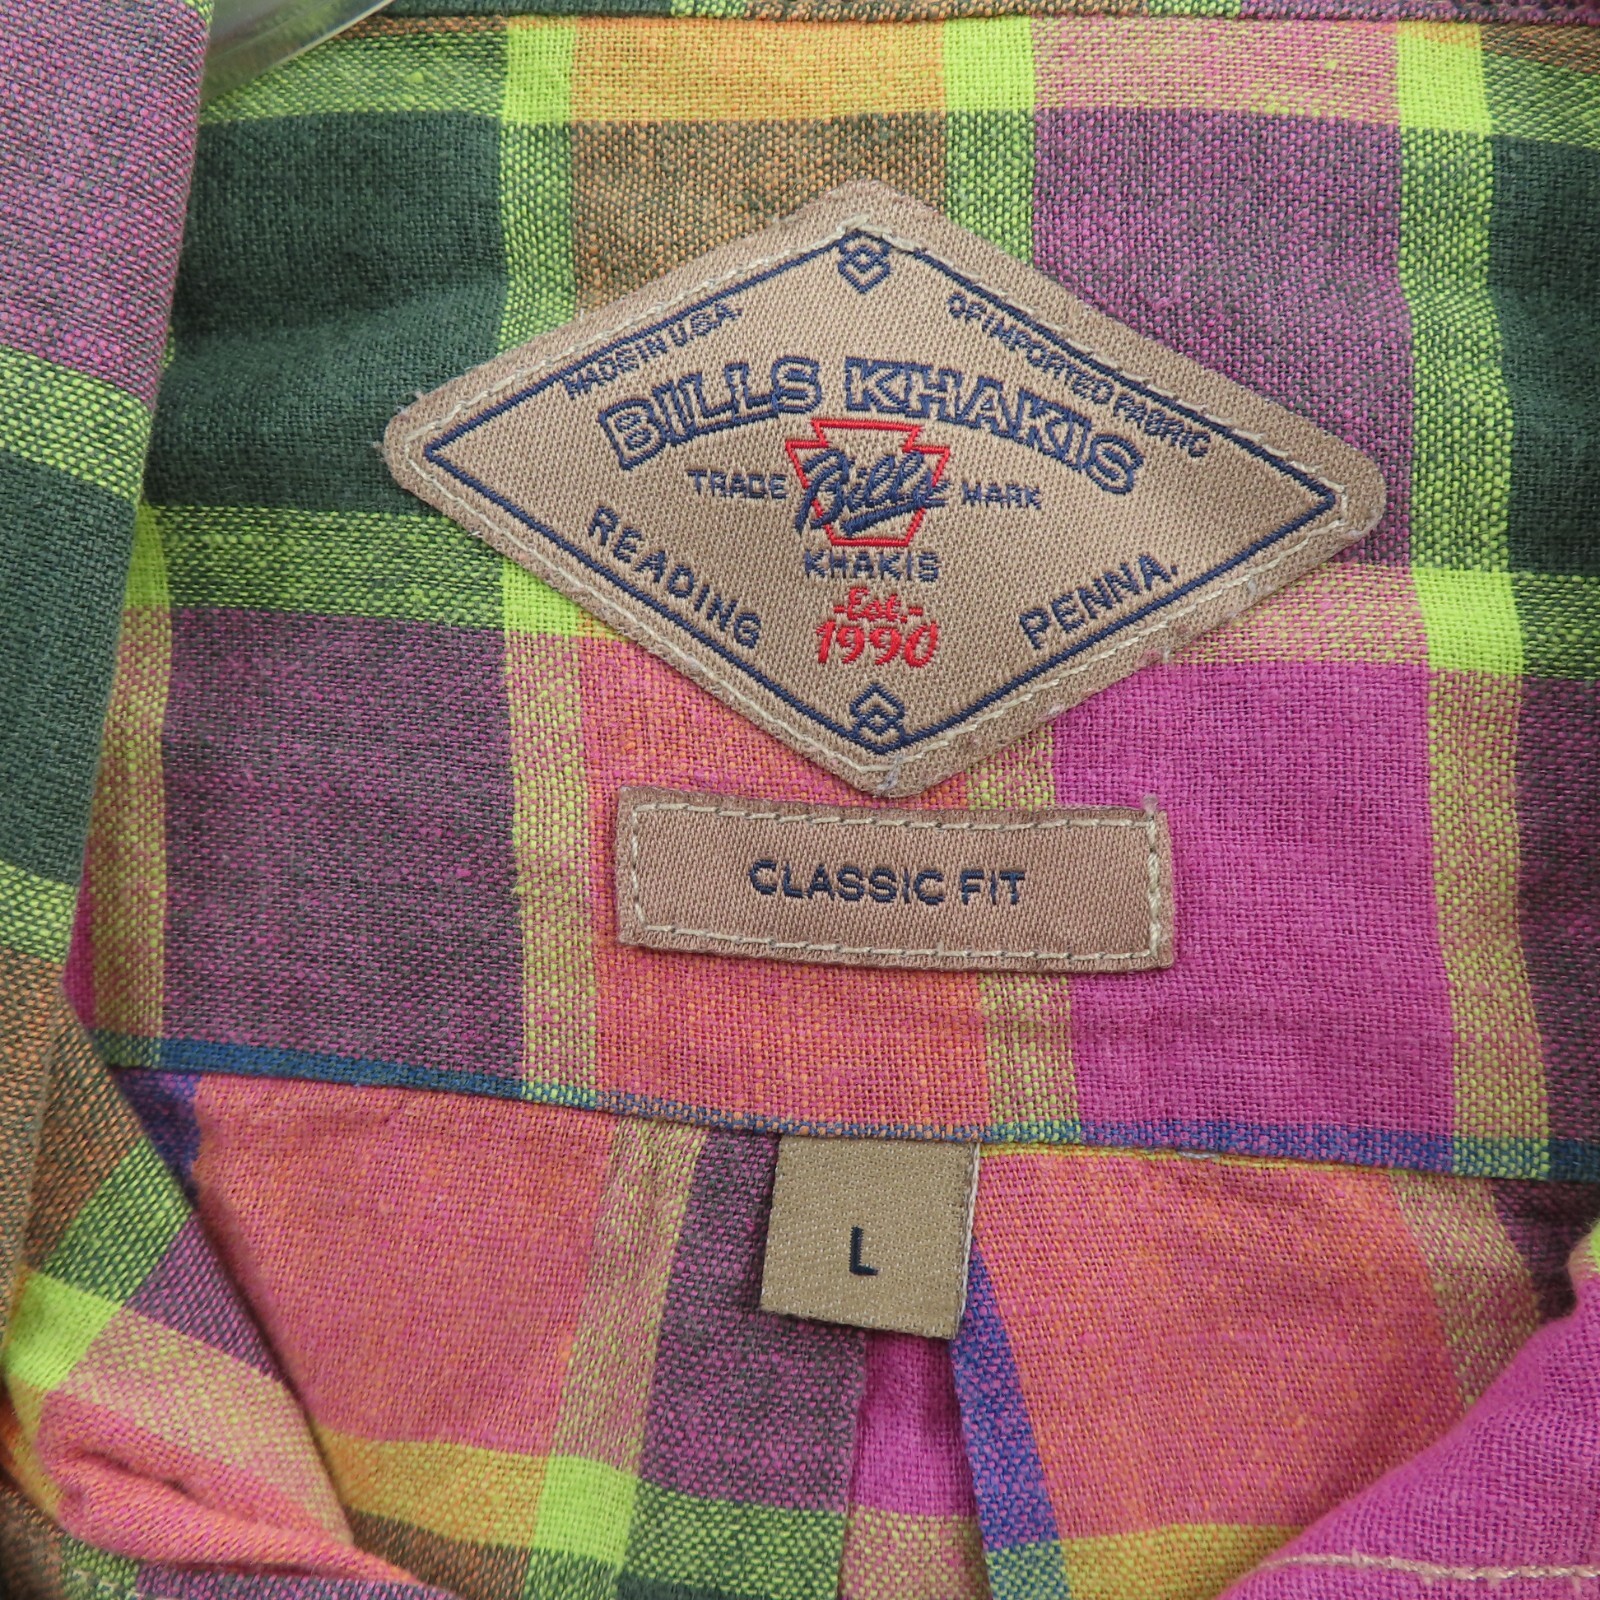 MADE IN USA
OF IMPORTED FABRIC
BILLS KHAKIS
TRADE Bills MARK
KHAKIS
READING PENNA.
-Est.-
1990
CLASSIC FIT
L